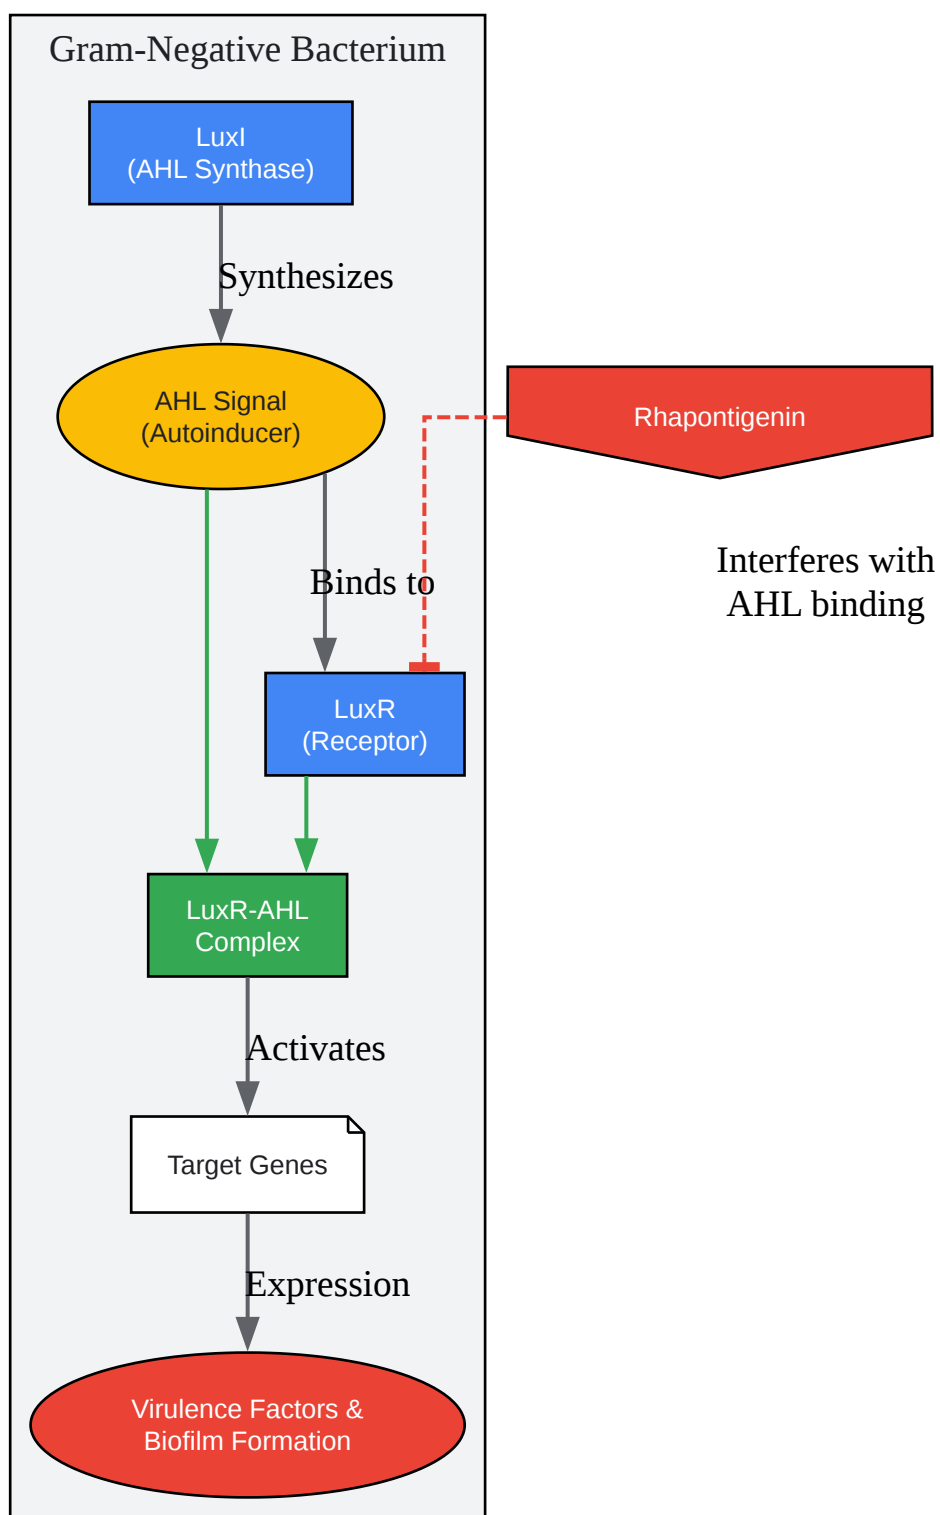 Gram-Negative Bacterium
LuxI
(AHL Synthase)
Synthesizes
AHL Signal
(Autoinducer)
Rhapontigenin
Interferes with
AHL binding
Binds to
LuxR
(Receptor)
LuxR-AHL
Complex
Activates
Target Genes
Expression
Virulence Factors &
Biofilm Formation